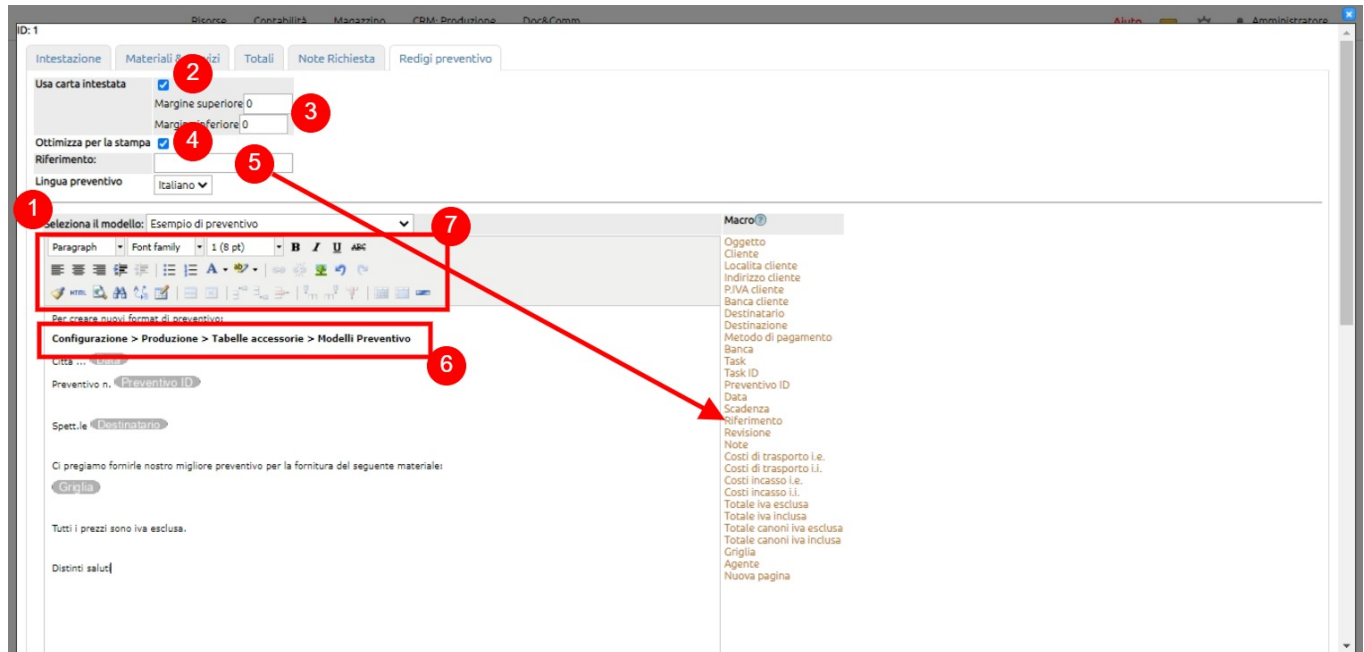 Risorse Contabilità Magazzino CRM: Produzione Doc&Comm Aiuto Amministratore
ID: 1
Intestazione Materiali & Totali Note Richiesta Redigi preventivo
2
Usa carta intestata
Margine superiore 0
3
Margine inferiore 0
Ottimizza per la stampa
4
Riferimento:
5
Lingua preventivo Italiano
1
Seleziona il modello: Esempio di preventivo
7
Macro ?
Paragraph Font family 1 (8 pt) B I U ABC
HTML
Per creare nuovi format di preventivo:
Configurazione > Produzione > Tabelle accessorie > Modelli Preventivo
6
Città ... Data
Preventivo n. Preventivo ID
Spett.le Destinatario
Ci pregiamo fornirle nostro migliore preventivo per la fornitura del seguente materiale:
Griglia
Tutti i prezzi sono iva esclusa.
Distinti saluti
Oggetto
Cliente
Localita cliente
Indirizzo cliente
P.IVA cliente
Banca cliente
Destinatario
Destinazione
Metodo di pagamento
Banca
Task
Task ID
Preventivo ID
Data
Scadenza
Riferimento
Revisione
Note
Costi di trasporto i.e.
Costi di trasporto i.i.
Costi incasso i.e.
Costi incasso i.i.
Totale iva esclusa
Totale iva inclusa
Totale canoni iva esclusa
Totale canoni iva inclusa
Griglia
Agente
Nuova pagina